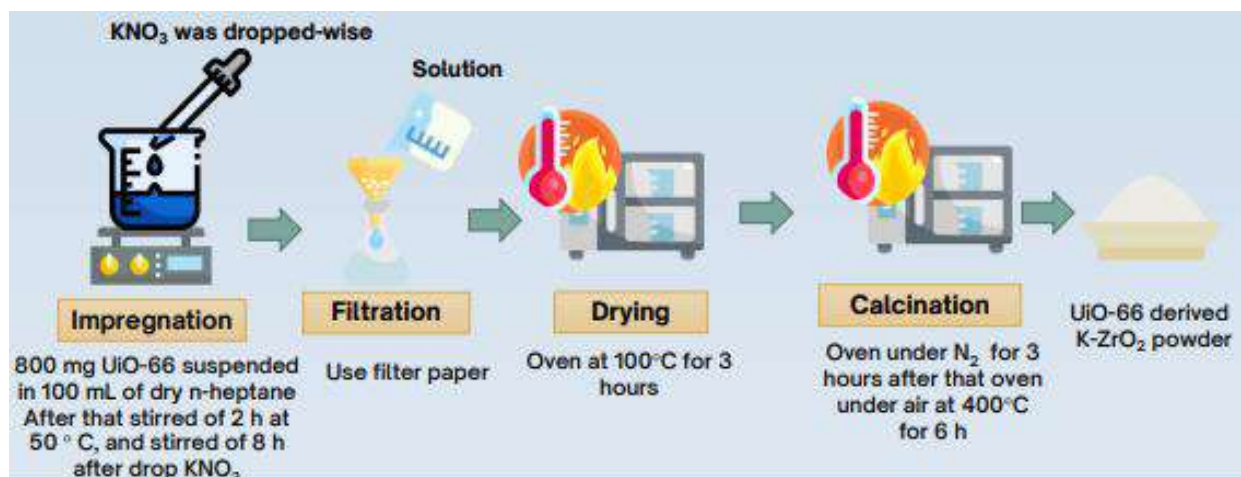 KNO₃ was dropped-wise
Solution
Impregnation
800 mg UiO-66 suspended
in 100 mL of dry n-heptane
After that stirred of 2 h at
50 ° C, and stirred of 8 h
after drop KNO₃
Filtration
Use filter paper
Drying
Oven at 100°C for 3
hours
Calcination
Oven under N₂ for 3
hours after that oven
under air at 400°C
for 6 h
UiO-66 derived
K-ZrO₂ powder